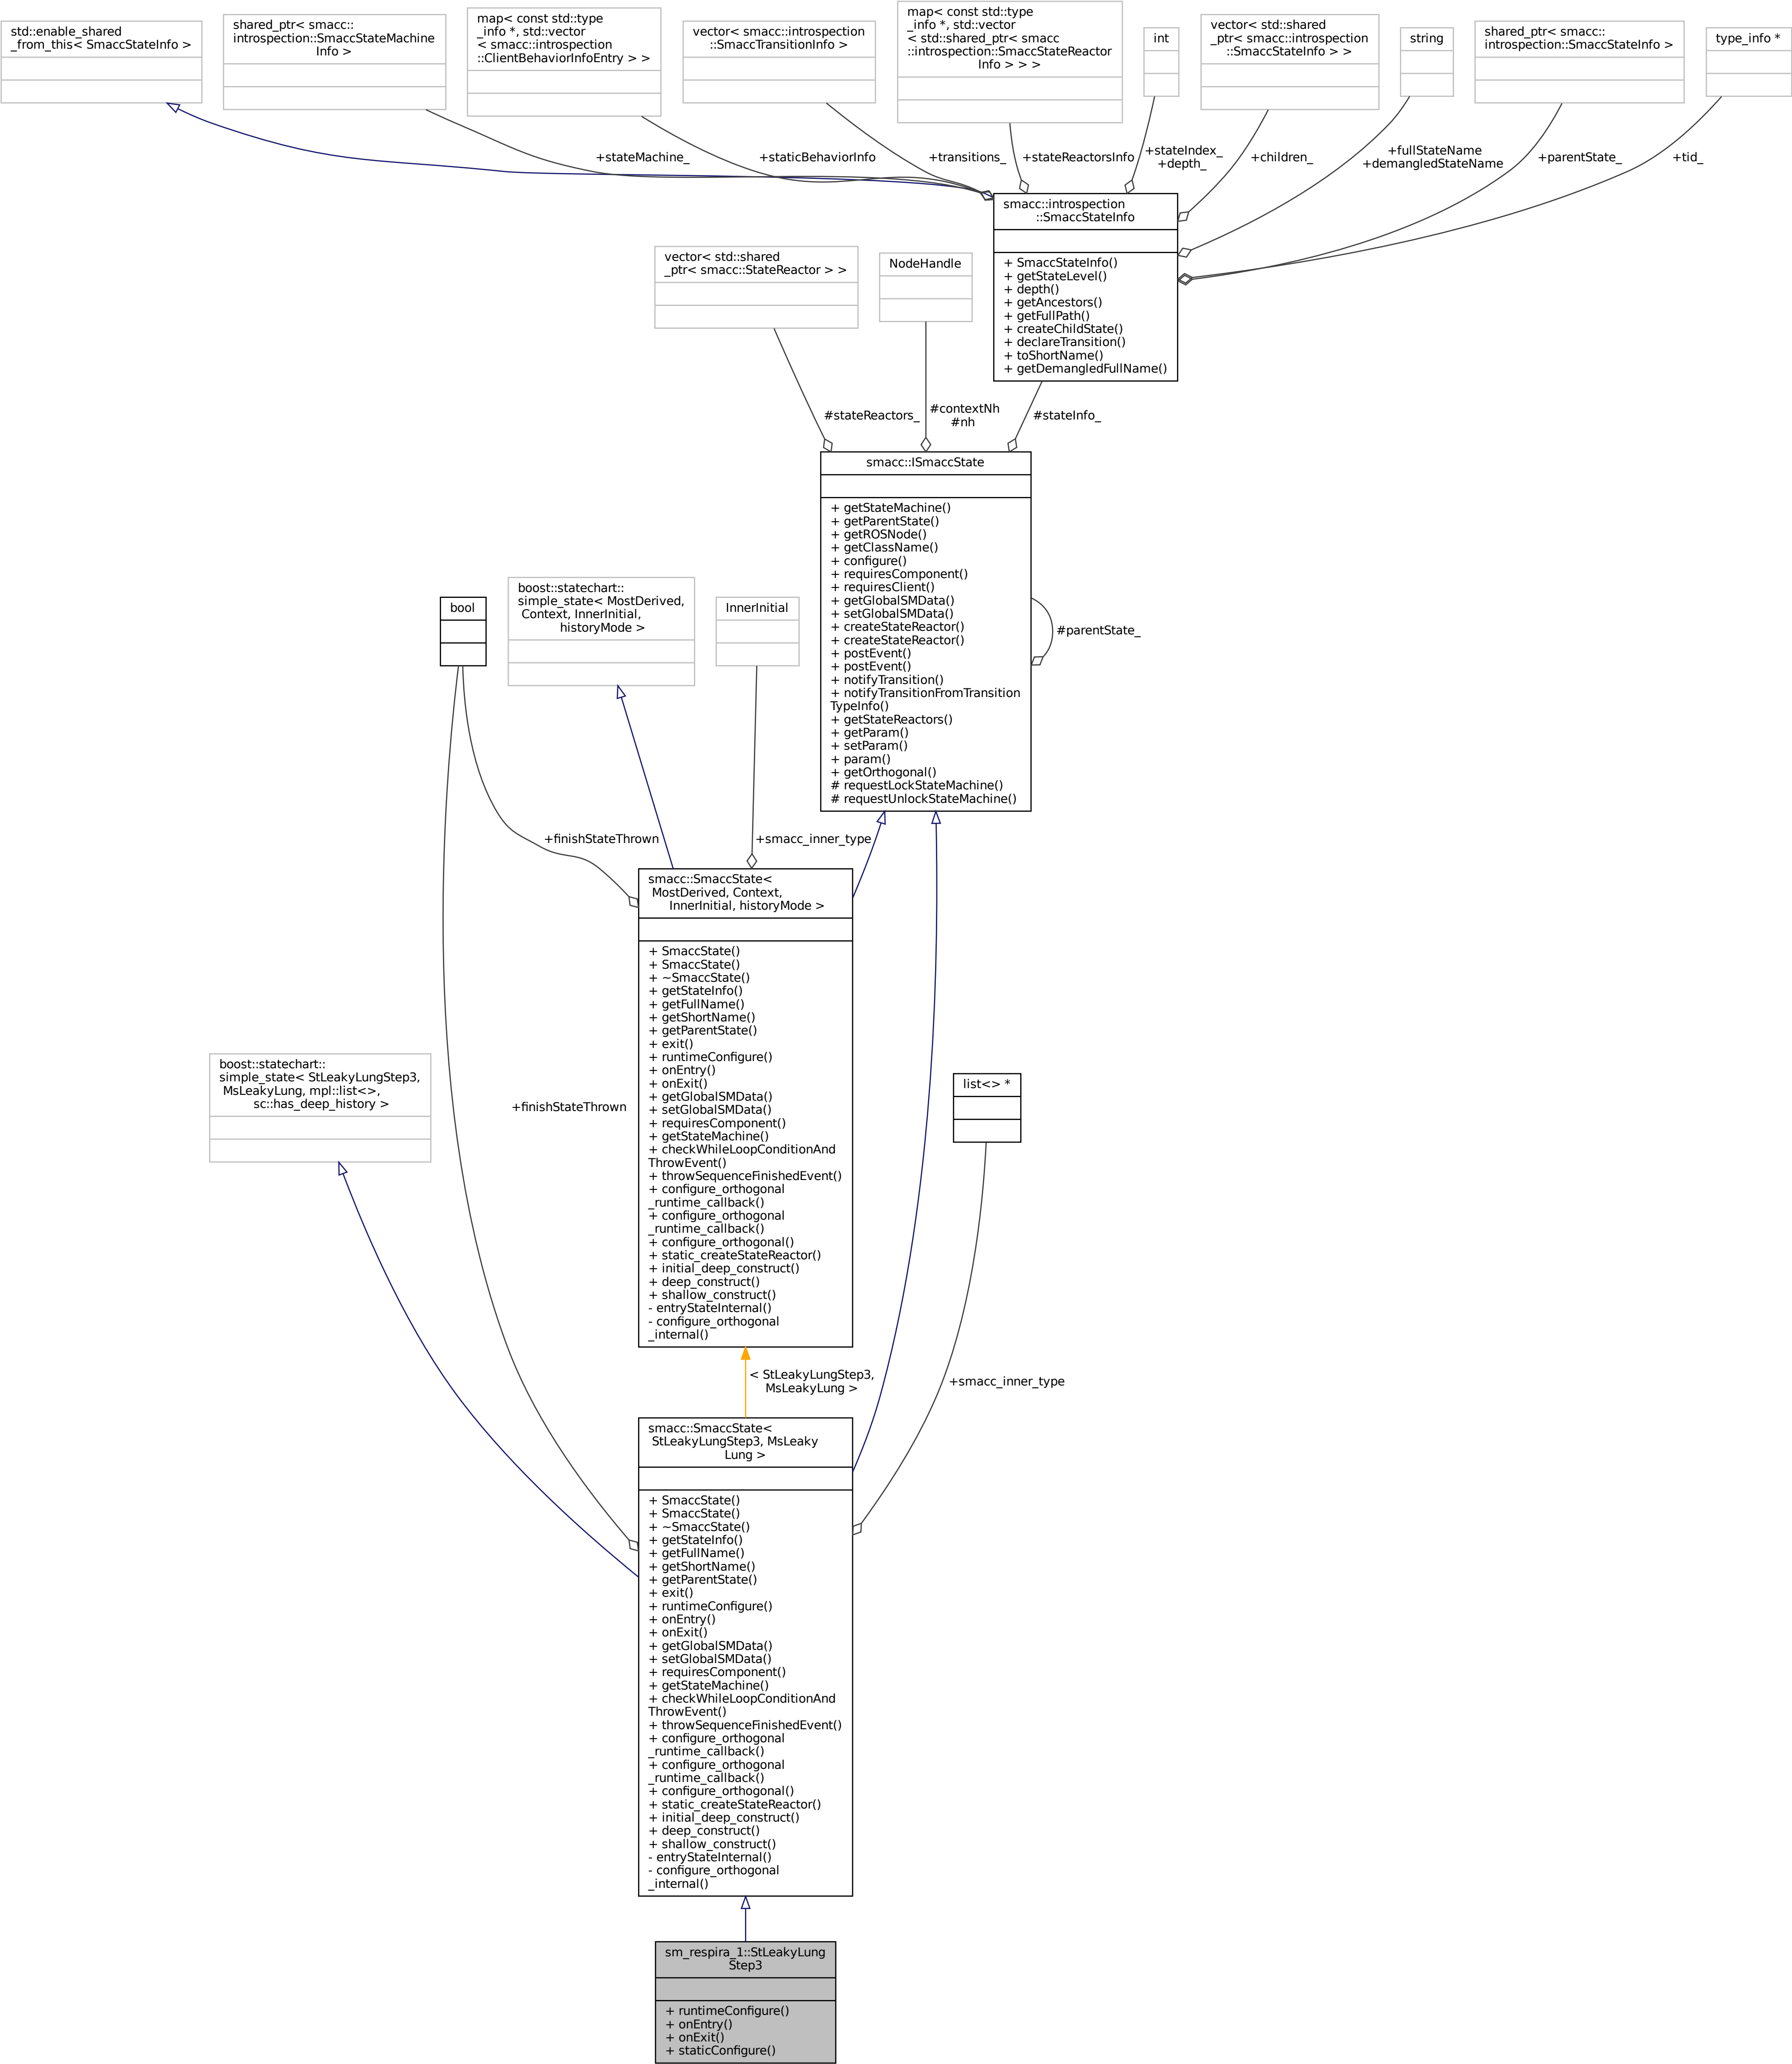 std::enable_shared
_from_this< SmaccStateInfo >
shared_ptr< smacc::
introspection::SmaccStateMachine
Info >
map< const std::type
_info *, std::vector
< smacc::introspection
::ClientBehaviorInfoEntry > >
vector< smacc::introspection
::SmaccTransitionInfo >
map< const std::type
_info *, std::vector
< std::shared_ptr< smacc
::introspection::SmaccStateReactor
Info > > >
int
vector< std::shared
_ptr< smacc::introspection
::SmaccStateInfo > >
string
shared_ptr< smacc::
introspection::SmaccStateInfo >
type_info *
+stateMachine_
+staticBehaviorInfo
+transitions_
+stateReactorsInfo
+stateIndex_
+depth_
+children_
+fullStateName
+demangledStateName
+parentState_
+tid_
smacc::introspection
::SmaccStateInfo
+ SmaccStateInfo()
+ getStateLevel()
+ depth()
+ getAncestors()
+ getFullPath()
+ createChildState()
+ declareTransition()
+ toShortName()
+ getDemangledFullName()
vector< std::shared
_ptr< smacc::StateReactor > >
NodeHandle
#stateReactors_
#contextNh
#nh
#stateInfo_
smacc::ISmaccState
+ getStateMachine()
+ getParentState()
+ getROSNode()
+ getClassName()
+ configure()
+ requiresComponent()
+ requiresClient()
+ getGlobalSMData()
+ setGlobalSMData()
+ createStateReactor()
+ createStateReactor()
+ postEvent()
+ postEvent()
+ notifyTransition()
+ notifyTransitionFromTransition
TypeInfo()
+ getStateReactors()
+ getParam()
+ setParam()
+ param()
+ getOrthogonal()
# requestLockStateMachine()
# requestUnlockStateMachine()
#parentState_
bool
boost::statechart::
simple_state< MostDerived,
Context, InnerInitial,
historyMode >
InnerInitial
+finishStateThrown
+smacc_inner_type
smacc::SmaccState<
MostDerived, Context,
InnerInitial, historyMode >
+ SmaccState()
+ SmaccState()
+ ~SmaccState()
+ getStateInfo()
+ getFullName()
+ getShortName()
+ getParentState()
+ exit()
+ runtimeConfigure()
+ onEntry()
+ onExit()
+ getGlobalSMData()
+ setGlobalSMData()
+ requiresComponent()
+ getStateMachine()
+ checkWhileLoopConditionAnd
ThrowEvent()
+ throwSequenceFinishedEvent()
+ configure_orthogonal
_runtime_callback()
+ configure_orthogonal
_runtime_callback()
+ configure_orthogonal()
+ static_createStateReactor()
+ initial_deep_construct()
+ deep_construct()
+ shallow_construct()
- entryStateInternal()
- configure_orthogonal
_internal()
boost::statechart::
simple_state< StLeakyLungStep3,
MsLeakyLung, mpl::list<>,
sc::has_deep_history >
+finishStateThrown
list<> *
< StLeakyLungStep3,
MsLeakyLung >
+smacc_inner_type
smacc::SmaccState<
StLeakyLungStep3, MsLeaky
Lung >
+ SmaccState()
+ SmaccState()
+ ~SmaccState()
+ getStateInfo()
+ getFullName()
+ getShortName()
+ getParentState()
+ exit()
+ runtimeConfigure()
+ onEntry()
+ onExit()
+ getGlobalSMData()
+ setGlobalSMData()
+ requiresComponent()
+ getStateMachine()
+ checkWhileLoopConditionAnd
ThrowEvent()
+ throwSequenceFinishedEvent()
+ configure_orthogonal
_runtime_callback()
+ configure_orthogonal
_runtime_callback()
+ configure_orthogonal()
+ static_createStateReactor()
+ initial_deep_construct()
+ deep_construct()
+ shallow_construct()
- entryStateInternal()
- configure_orthogonal
_internal()
sm_respira_1::StLeakyLung
Step3
+ runtimeConfigure()
+ onEntry()
+ onExit()
+ staticConfigure()